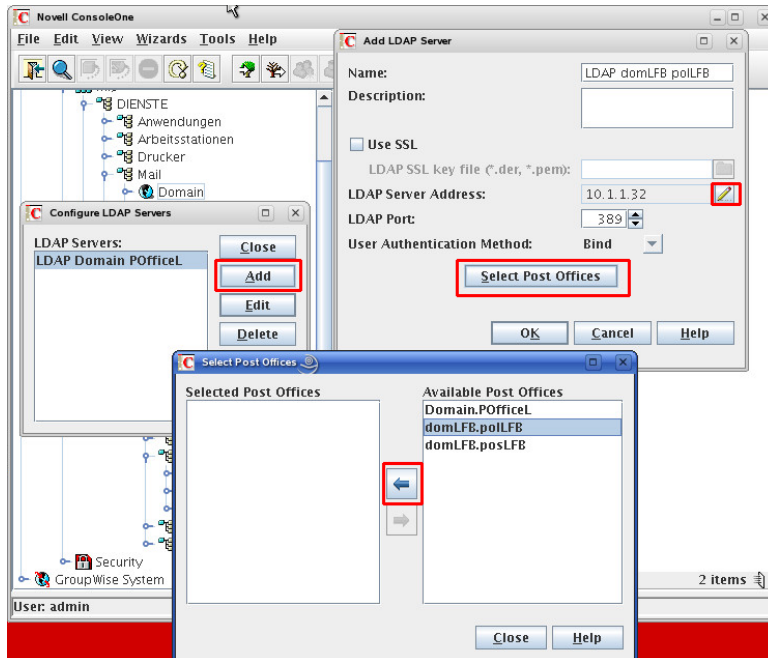 Novell ConsoleOne
File Edit View Wizards Tools Help
DIENSTE
Anwendungen
Arbeitsstationen
Drucker
Mail
Domain
Security
GroupWise System
2 items
User: admin
Add LDAP Server
Name: LDAP domLFB polLFB
Description:
Use SSL
LDAP SSL key file (*.der, *.pem):
LDAP Server Address: 10.1.1.32
LDAP Port: 389
User Authentication Method: Bind
Select Post Offices
OK Cancel Help
Configure LDAP Servers
LDAP Servers:
LDAP Domain POfficeL
Close
Add
Edit
Delete
Select Post Offices
Selected Post Offices
Available Post Offices
Domain.POfficeL
domLFB.polLFB
domLFB.posLFB
Close Help